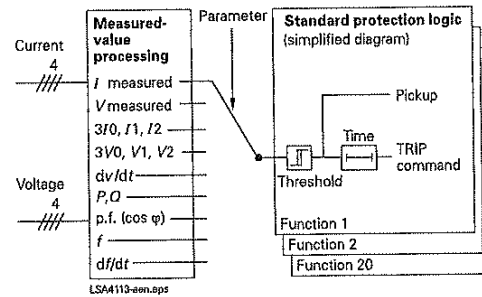 Measured-
value
processing
Parameter
Standard protection logic
(simplified diagram)
Current
4
I measured
V measured
3I0, I1, I2
3V0, V1, V2
dv/dt
P,Q
p.f. (cos φ)
f
df/dt
Voltage
4
Pickup
Time
TRIP
command
Threshold
Function 1
Function 2
Function 20
LSA4113-aen.eps